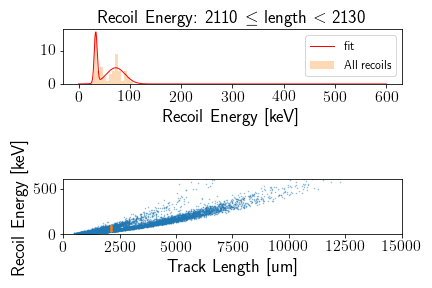 Recoil Energy: 2110 ≤ length < 2130
10
0
fit
All recoils
0 100 200 300 400 500 600
Recoil Energy [keV]
Recoil Energy [keV]
500
0
0 2500 5000 7500 10000 12500 15000
Track Length [um]